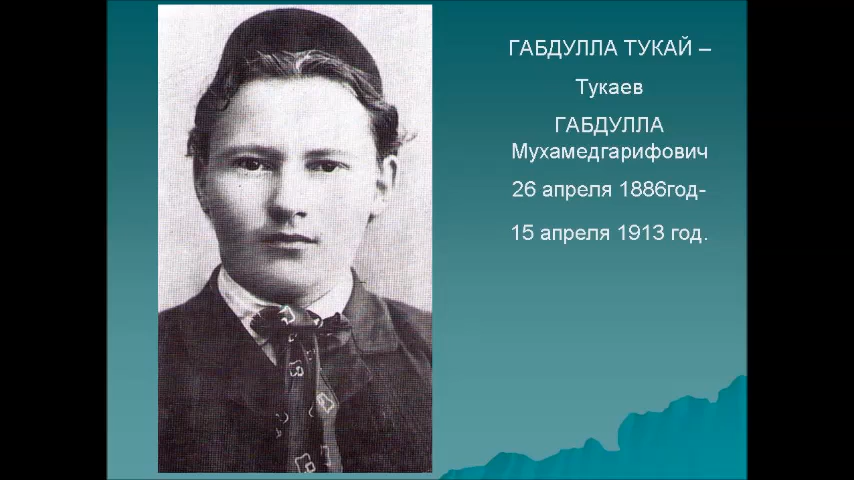 ГАБДУЛЛА ТУКАЙ –
Тукаев
ГАБДУЛЛА
Мухамедгарифович
26 апреля 1886год-
15 апреля 1913 год.